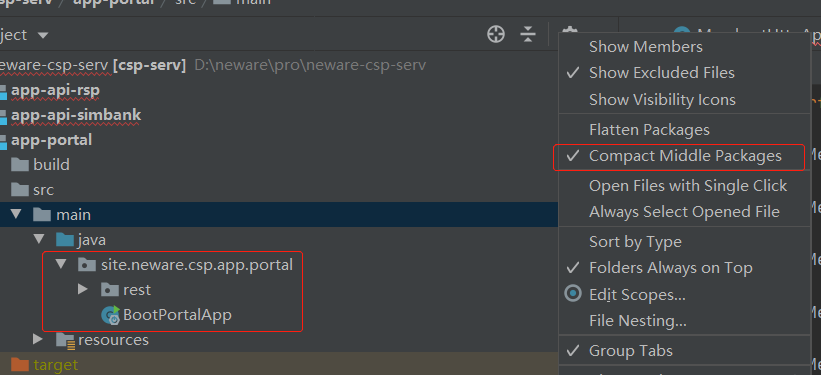 csp-serv
app-portal
src
main
ject
neware-csp-serv [csp-serv] D:\neware\pro\neware-csp-serv
app-api-rsp
app-api-simbank
app-portal
build
src
main
java
site.neware.csp.app.portal
rest
BootPortalApp
resources
target
Show Members
Show Excluded Files
Show Visibility Icons
Flatten Packages
Compact Middle Packages
Open Files with Single Click
Always Select Opened File
Sort by Type
Folders Always on Top
Edit Scopes...
File Nesting...
Group Tabs